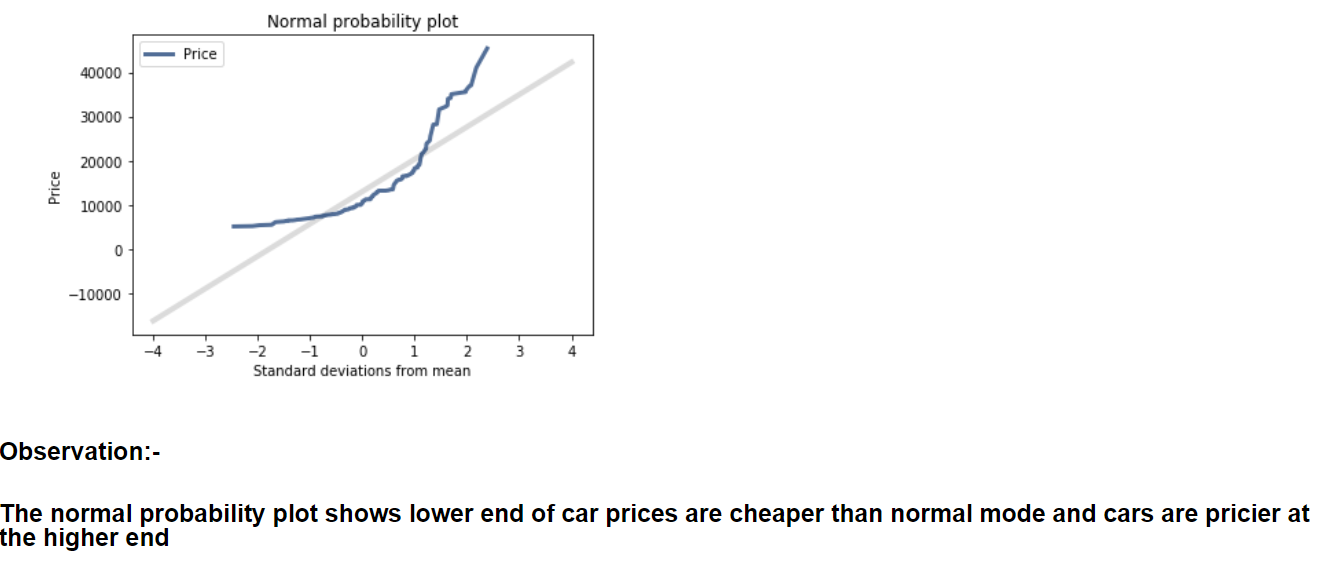 Normal probability plot
Price
40000
30000
20000
10000
0
−10000
Price
−4 −3 −2 −1 0 1 2 3 4
Standard deviations from mean
Observation:-
The normal probability plot shows lower end of car prices are cheaper than normal mode and cars are pricier at
the higher end